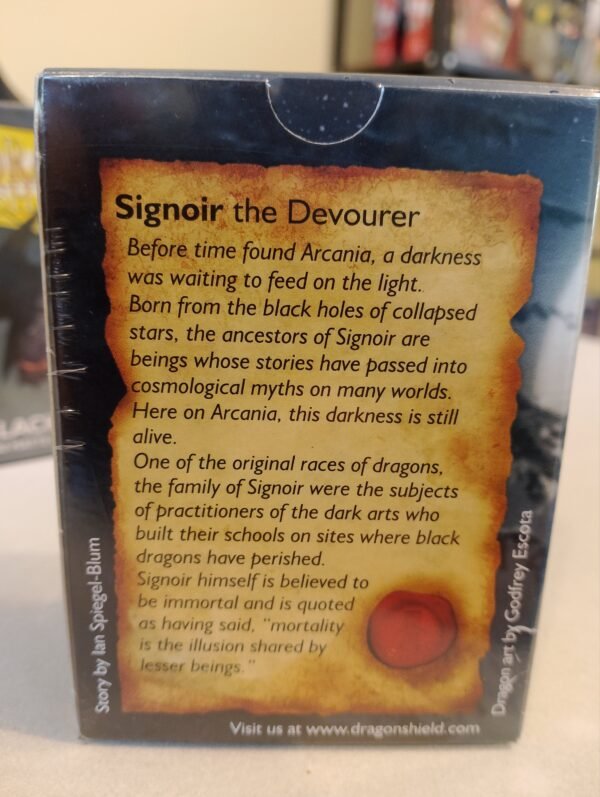 Signoir the Devourer
Before time found Arcania, a darkness
was waiting to feed on the light.
Born from the black holes of collapsed
stars, the ancestors of Signoir are
beings whose stories have passed into
cosmological myths on many worlds.
Here on Arcania, this darkness is still
alive.
One of the original races of dragons,
the family of Signoir were the subjects
of practitioners of the dark arts who
built their schools on sites where black
dragons have perished.
Signoir himself is believed to
be immortal and is quoted
as having said, "mortality
is the illusion shared by
lesser beings."
Story by Ian Spiegel-Blum
Dragon art by Godfrey Escota
Visit us at www.dragonshield.com